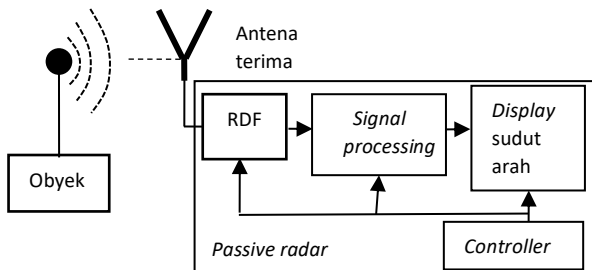 Antena
terima
RDF
Signal
processing
Display
sudut
arah
Obyek
Passive radar
Controller